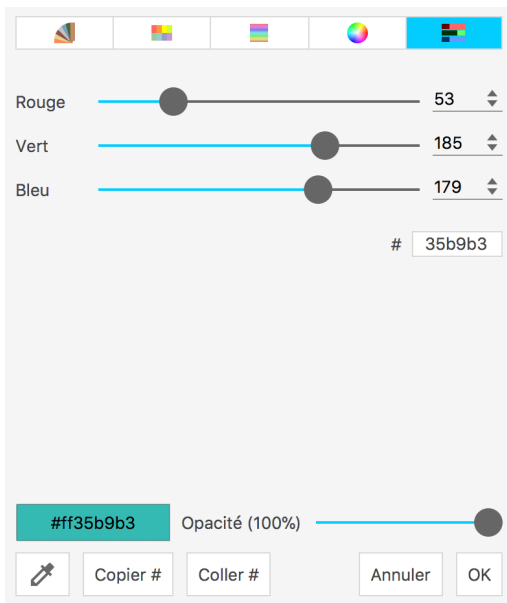 Rouge 53
Vert 185
Bleu 179
# 35b9b3
#ff35b9b3 Opacité (100%)
Copier # Coller # Annuler OK